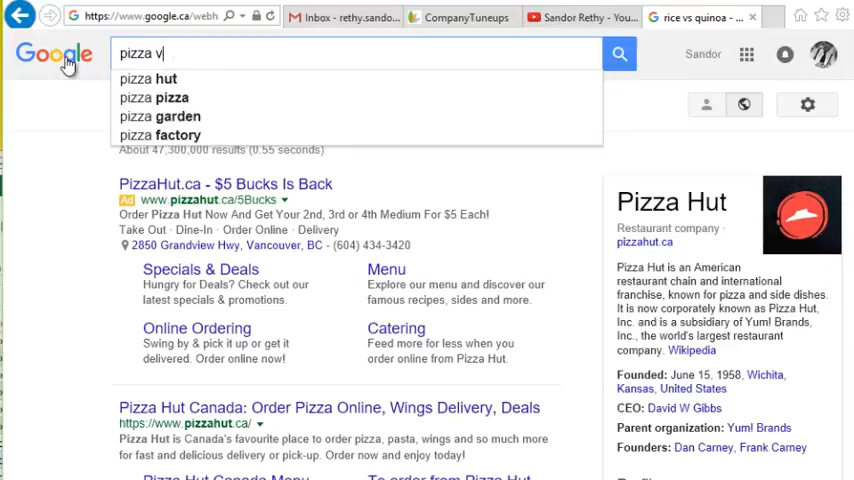 https://www.google.ca/webh
Inbox - rethy.sando...
CompanyTuneups
Sandor Rethy - You...
rice vs quinoa - ...
Google
pizza v
Sandor
pizza hut
pizza pizza
pizza garden
pizza factory
About 47,300,000 results (0.55 seconds)
PizzaHut.ca - $5 Bucks Is Back
Ad www.pizzahut.ca/5Bucks
Order Pizza Hut Now And Get Your 2nd, 3rd or 4th Medium For $5 Each!
Take Out · Dine-In · Order Online · Delivery
2850 Grandview Hwy, Vancouver, BC - (604) 434-3420
Specials & Deals
Hungry for Deals? Check out our
latest specials & promotions.
Menu
Explore our menu and discover our
famous recipes, sides and more.
Online Ordering
Swing by & pick it up or get it
delivered. Order online now!
Catering
Feed more for less when you
order online from Pizza Hut.
Pizza Hut Canada: Order Pizza Online, Wings Delivery, Deals
https://www.pizzahut.ca/
Pizza Hut is Canada's favourite place to order pizza, pasta, wings and so much more
for fast and delicious delivery or pick-up. Order now and enjoy today!
Pizza Hut Canada Menu
To order from Pizza Hut
Pizza Hut
Restaurant company
pizzahut.ca
Pizza Hut is an American
restaurant chain and international
franchise, known for pizza and side dishes.
It is now corporately known as Pizza Hut,
Inc. and is a subsidiary of Yum! Brands,
Inc., the world's largest restaurant
company. Wikipedia
Founded: June 15, 1958, Wichita,
Kansas, United States
CEO: David W Gibbs
Parent organization: Yum! Brands
Founders: Dan Carney, Frank Carney